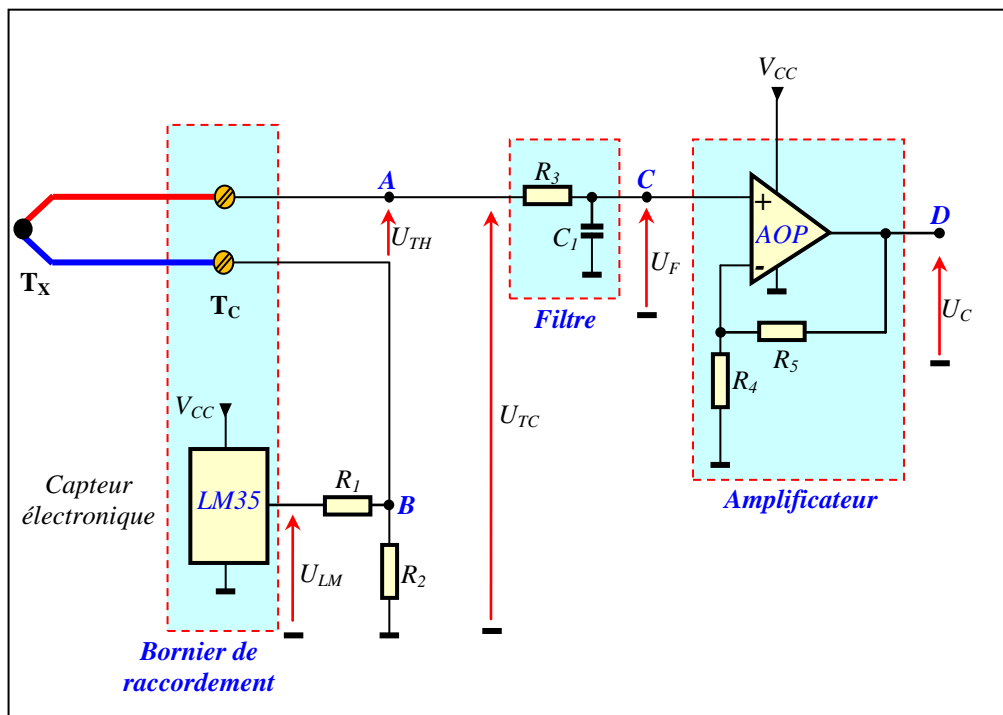 V_CC
A
R_3
C
+
AOP
D
C_1
U_TH
U_F
-
T_X
T_C
Filtre
R_5
U_C
R_4
V_CC
U_TC
Capteur
électronique
LM35
R_1
B
U_LM
R_2
Amplificateur
Bornier de
raccordement